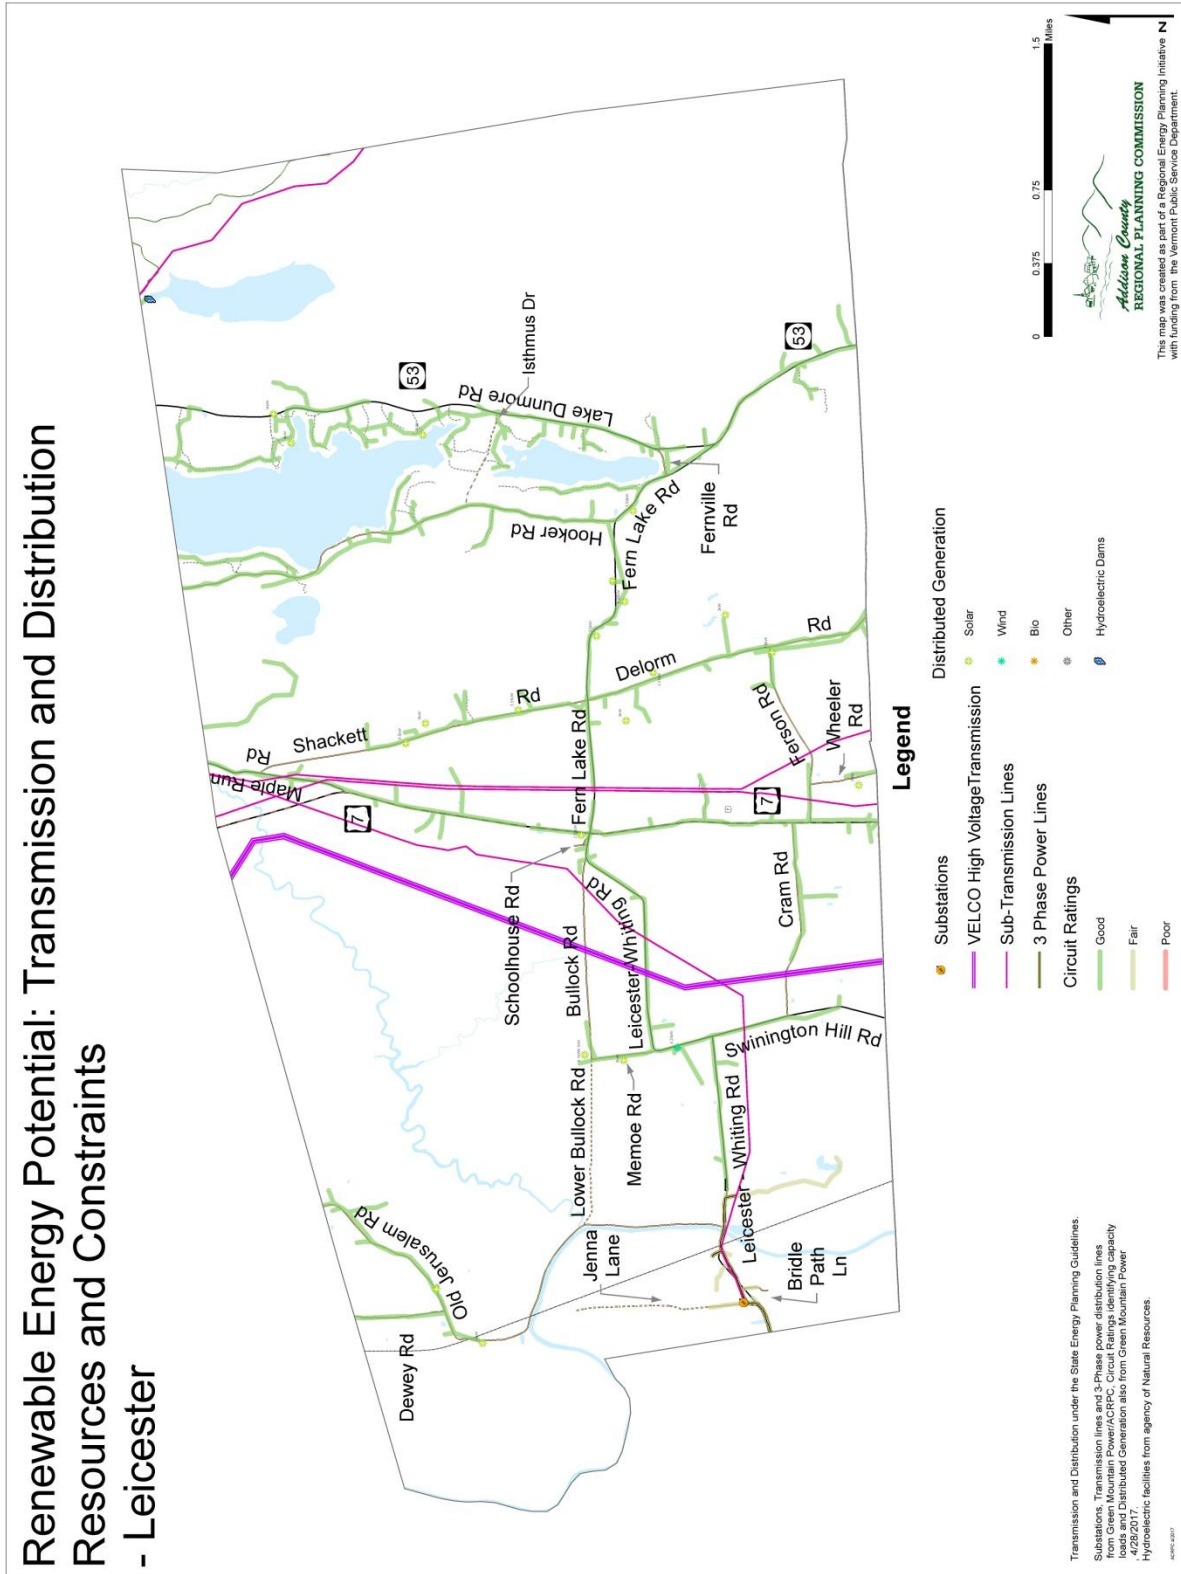 Renewable Energy Potential: Transmission and Distribution
Resources and Constraints
- Leicester
Dewey Rd
Old Jerusalem Rd
Lower Bullock Rd
Jenna
Lane
Bridle
Path
Ln
Leicester - Whiting Rd
Memoe Rd
Swinington Hill Rd
Bullock Rd
Schoolhouse Rd
Leicester-Whiting Rd
Cram Rd
7
7
Maple Run
Rd
Shackett
Rd
Fern Lake Rd
Delorm
Rd
Ferson Rd
Wheeler
Rd
Fern Lake Rd
Hooker Rd
Fernville
Rd
Lake Dunmore Rd
Isthmus Dr
53
53
Legend
Substations
VELCO High VoltageTransmission
Sub-Transmission Lines
3 Phase Power Lines
Circuit Ratings
Good
Fair
Poor
Distributed Generation
Solar
Wind
Bio
Other
Hydroelectric Dams
0
0.375
0.75
1.5
Miles
N
Addison County
REGIONAL PLANNING COMMISSION
This map was created as part of a Regional Energy Planning Initiative
with funding from the Vermont Public Service Department.
Transmission and Distribution under the State Energy Planning Guidelines.
Substations, Transmission lines and 3-Phase power distribution lines
from Green Mountain Power/ACRPC, Circuit Ratings identifying capacity
loads and Distributed Generation also from Green Mountain Power
, 4/28/2017.
Hydroelectric facilities from agency of Natural Resources.
ACRPC 4/2017